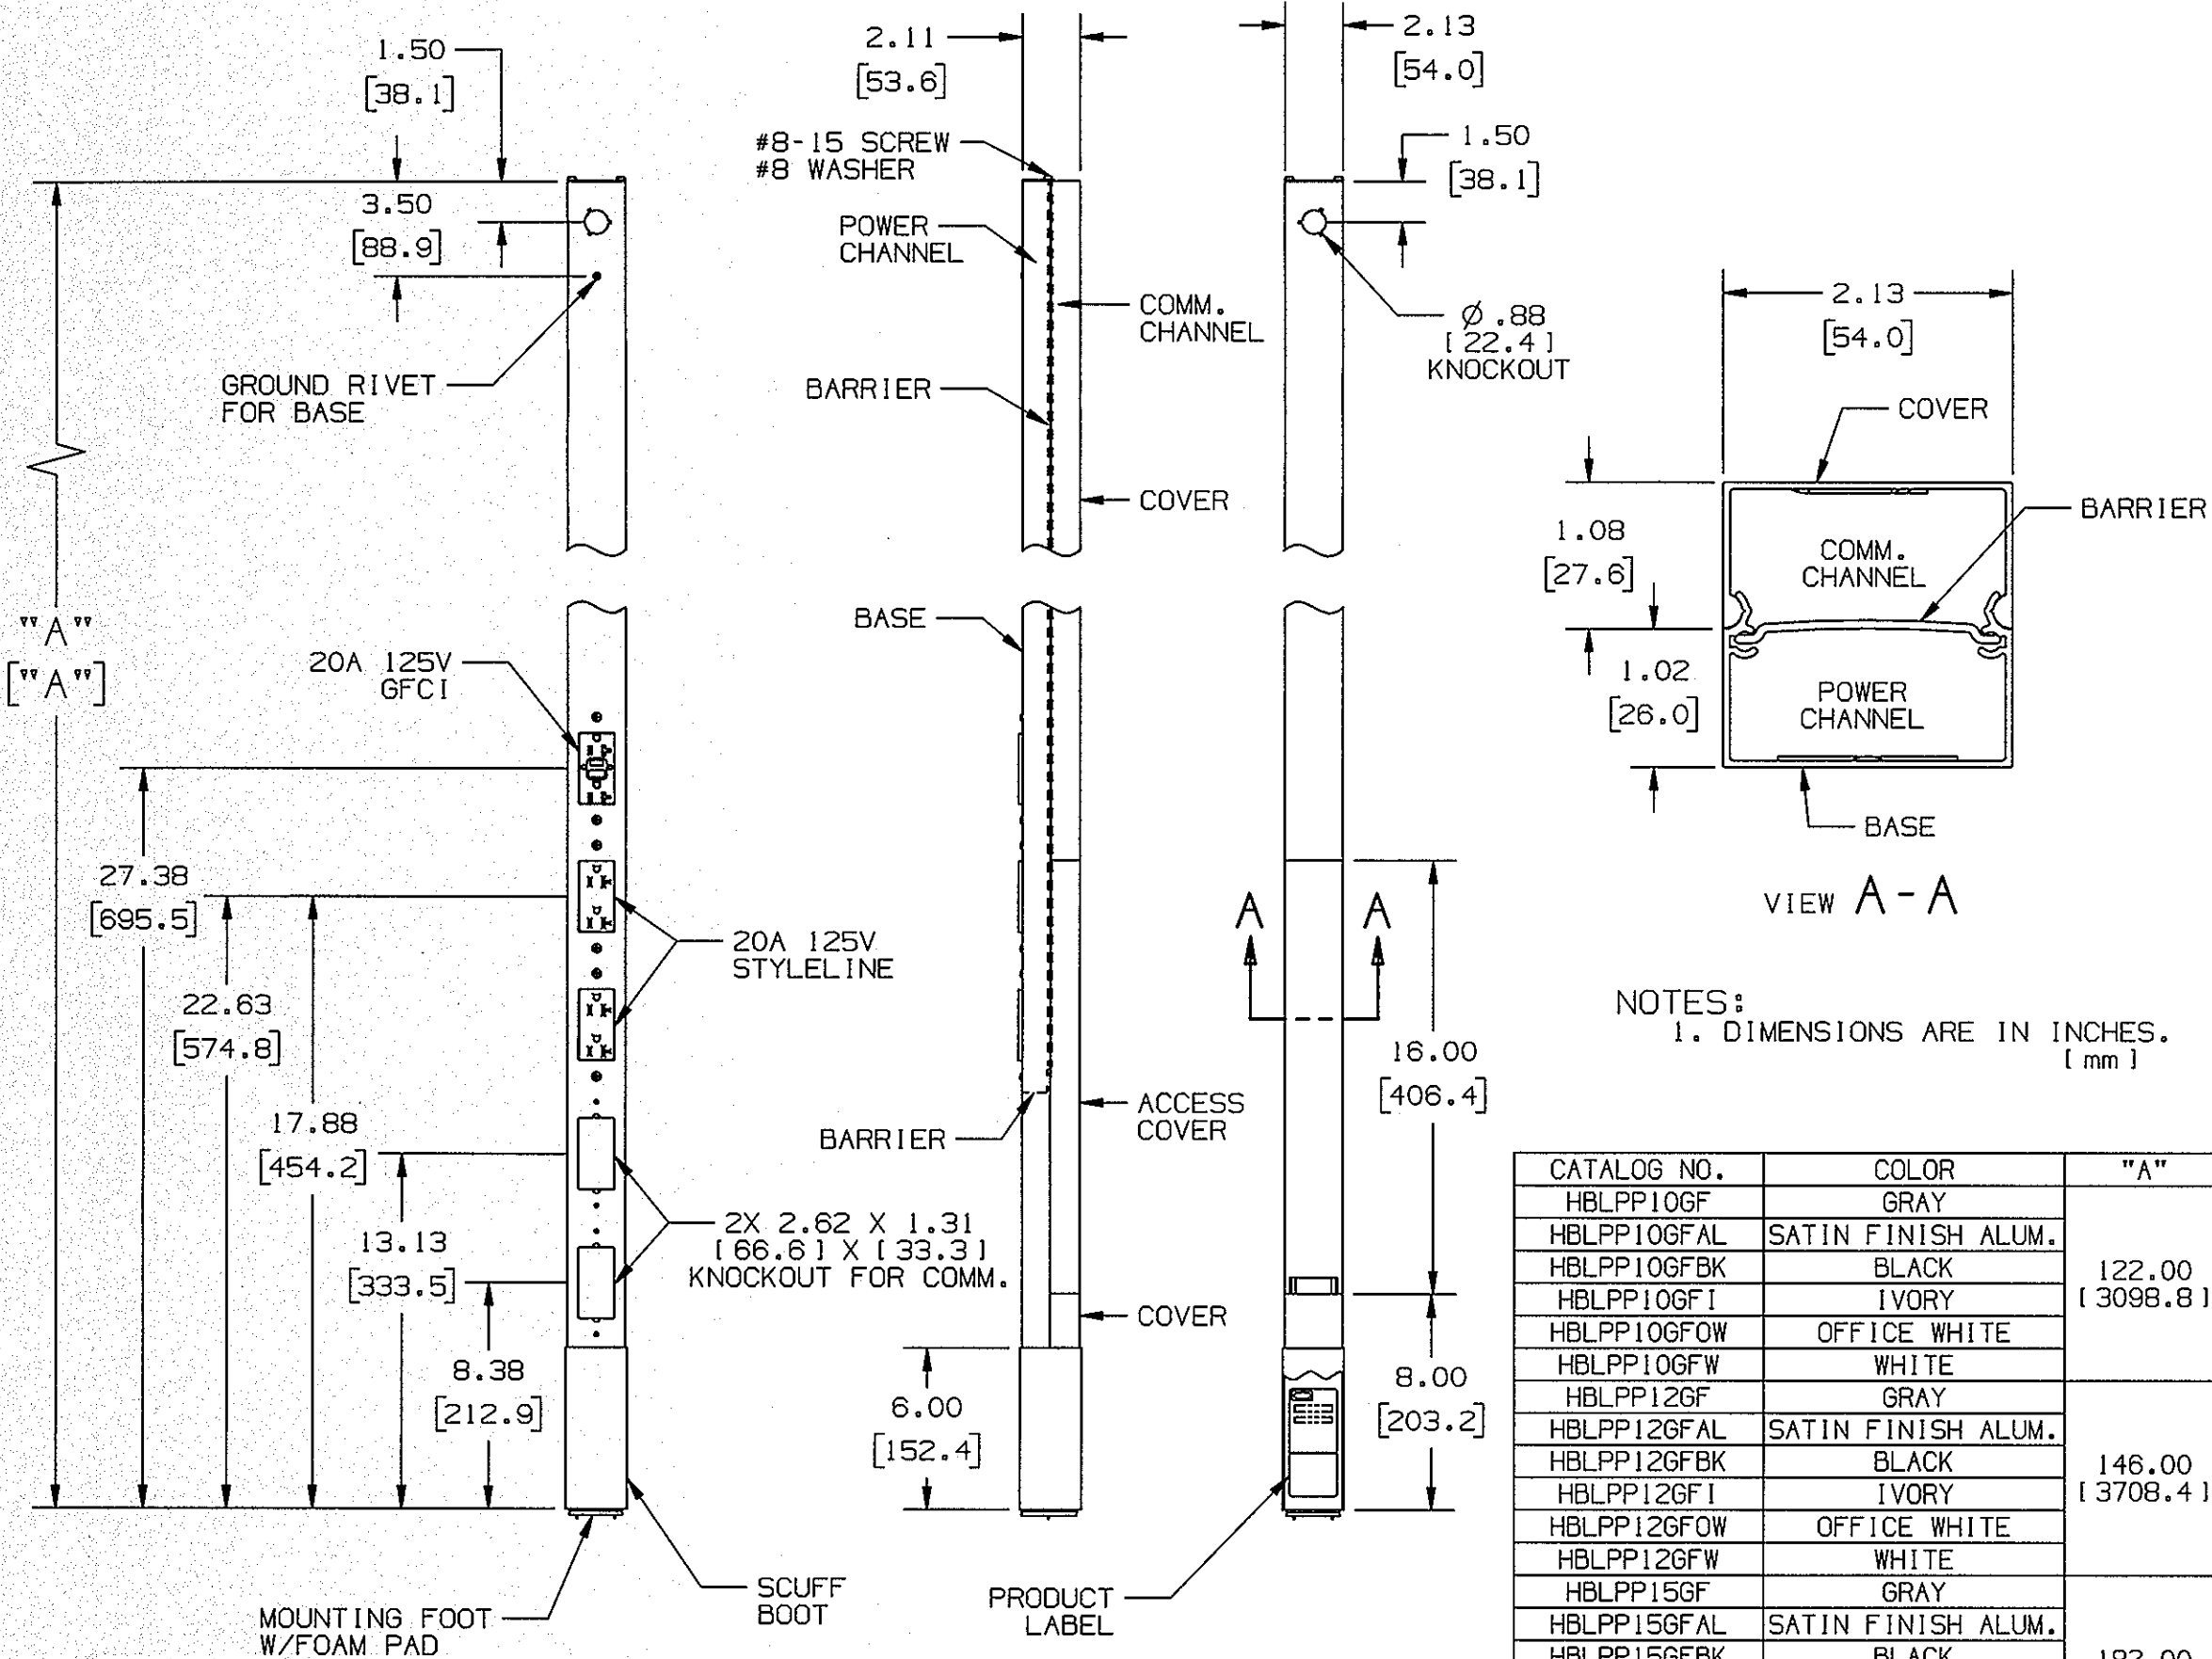 1.50
[38.1]
3.50
[88.9]
GROUND RIVET
FOR BASE
"A"
["A"]
20A 125V
GFCI
27.38
[695.5]
22.63
[574.8]
17.88
[454.2]
13.13
[333.5]
8.38
[212.9]
20A 125V
STYLELINE
2X 2.62 X 1.31
[66.6] X [33.3]
KNOCKOUT FOR COMM.
MOUNTING FOOT
W/FOAM PAD
SCUFF
BOOT
2.11
[53.6]
#8-15 SCREW
#8 WASHER
POWER
CHANNEL
COMM.
CHANNEL
BARRIER
COVER
BASE
BARRIER
ACCESS
COVER
COVER
6.00
[152.4]
2.13
[54.0]
1.50
[38.1]
Ø .88
[22.4]
KNOCKOUT
A A
16.00
[406.4]
8.00
[203.2]
PRODUCT
LABEL
2.13
[54.0]
COVER
BARRIER
1.08
[27.6]
COMM.
CHANNEL
1.02
[26.0]
POWER
CHANNEL
BASE
VIEW A-A
NOTES:
1. DIMENSIONS ARE IN INCHES.
[mm]
CATALOG NO. COLOR "A"
HBLPP10GF GRAY
HBLPP10GFAL SATIN FINISH ALUM.
HBLPP10GFBK BLACK 122.00
HBLPP10GFI IVORY [3098.8]
HBLPP10GFOW OFFICE WHITE
HBLPP10GFW WHITE
HBLPP12GF GRAY
HBLPP12GFAL SATIN FINISH ALUM.
HBLPP12GFBK BLACK 146.00
HBLPP12GFI IVORY [3708.4]
HBLPP12GFOW OFFICE WHITE
HBLPP12GFW WHITE
HBLPP15GF GRAY
HBLPP15GFAL SATIN FINISH ALUM.
HBLPP15GFBK BLACK